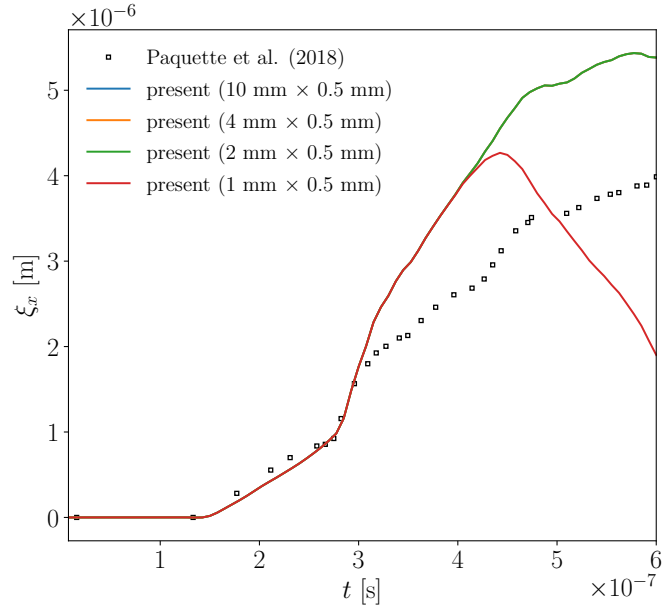 ×10⁻⁶
Paquette et al. (2018)
present (10 mm × 0.5 mm)
present (4 mm × 0.5 mm)
present (2 mm × 0.5 mm)
present (1 mm × 0.5 mm)
5
4
3
2
1
0
ξₓ [m]
1 2 3 4 5 6
t [s]
×10⁻⁷